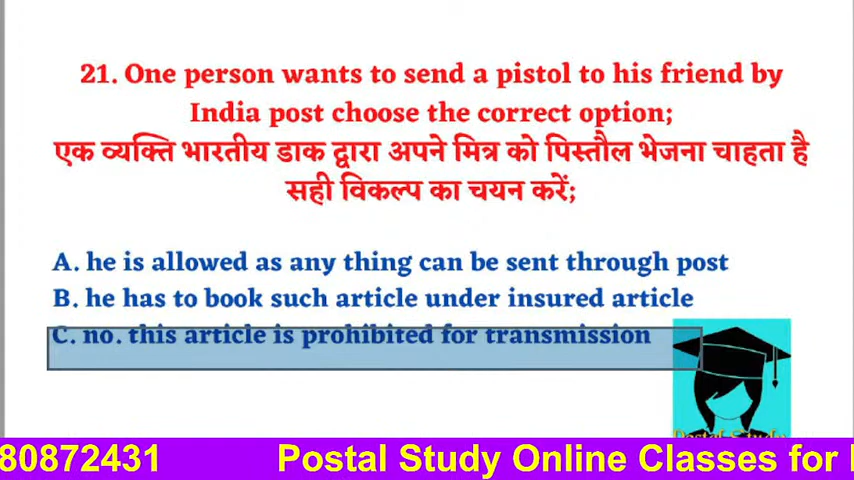 21. One person wants to send a pistol to his friend by
India post choose the correct option;
एक व्यक्ति भारतीय डाक द्वारा अपने मित्र को पिस्तौल भेजना चाहता है
सही विकल्प का चयन करें;
A. he is allowed as any thing can be sent through post
B. he has to book such article under insured article
C. no. this article is prohibited for transmission
Postal Study
80872431 Postal Study Online Classes for